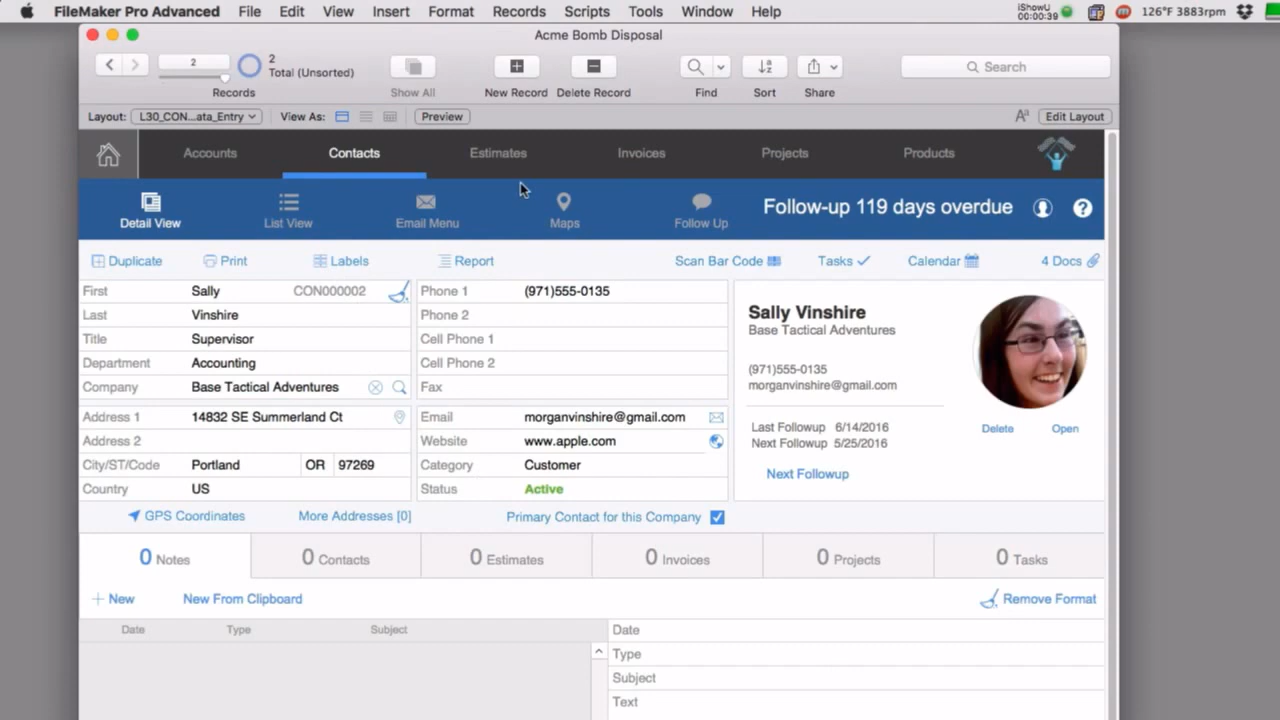 FileMaker Pro Advanced File Edit View Insert Format Records Scripts Tools Window Help iShowU 00:00:39 126°F 3883rpm
Acme Bomb Disposal
2 2 Total (Unsorted)
Records Show All New Record Delete Record Find Sort Share Search
Layout: L30_CON...ata_Entry View As: Preview Aa Edit Layout
Accounts Contacts Estimates Invoices Projects Products
Detail View List View Email Menu Maps Follow Up Follow-up 119 days overdue ?
Duplicate Print Labels Report Scan Bar Code Tasks Calendar 4 Docs
First Sally CON000002
Last Vinshire
Title Supervisor
Department Accounting
Company Base Tactical Adventures
Address 1 14832 SE Summerland Ct
Address 2
City/ST/Code Portland OR 97269
Country US
Phone 1 (971)555-0135
Phone 2
Cell Phone 1
Cell Phone 2
Fax
Email morganvinshire@gmail.com
Website www.apple.com
Category Customer
Status Active
Sally Vinshire
Base Tactical Adventures
(971)555-0135
morganvinshire@gmail.com
Last Followup 6/14/2016
Next Followup 5/25/2016
Next Followup
Delete Open
GPS Coordinates More Addresses [0] Primary Contact for this Company
0 Notes 0 Contacts 0 Estimates 0 Invoices 0 Projects 0 Tasks
+ New New From Clipboard Remove Format
Date Type Subject
Date
Type
Subject
Text